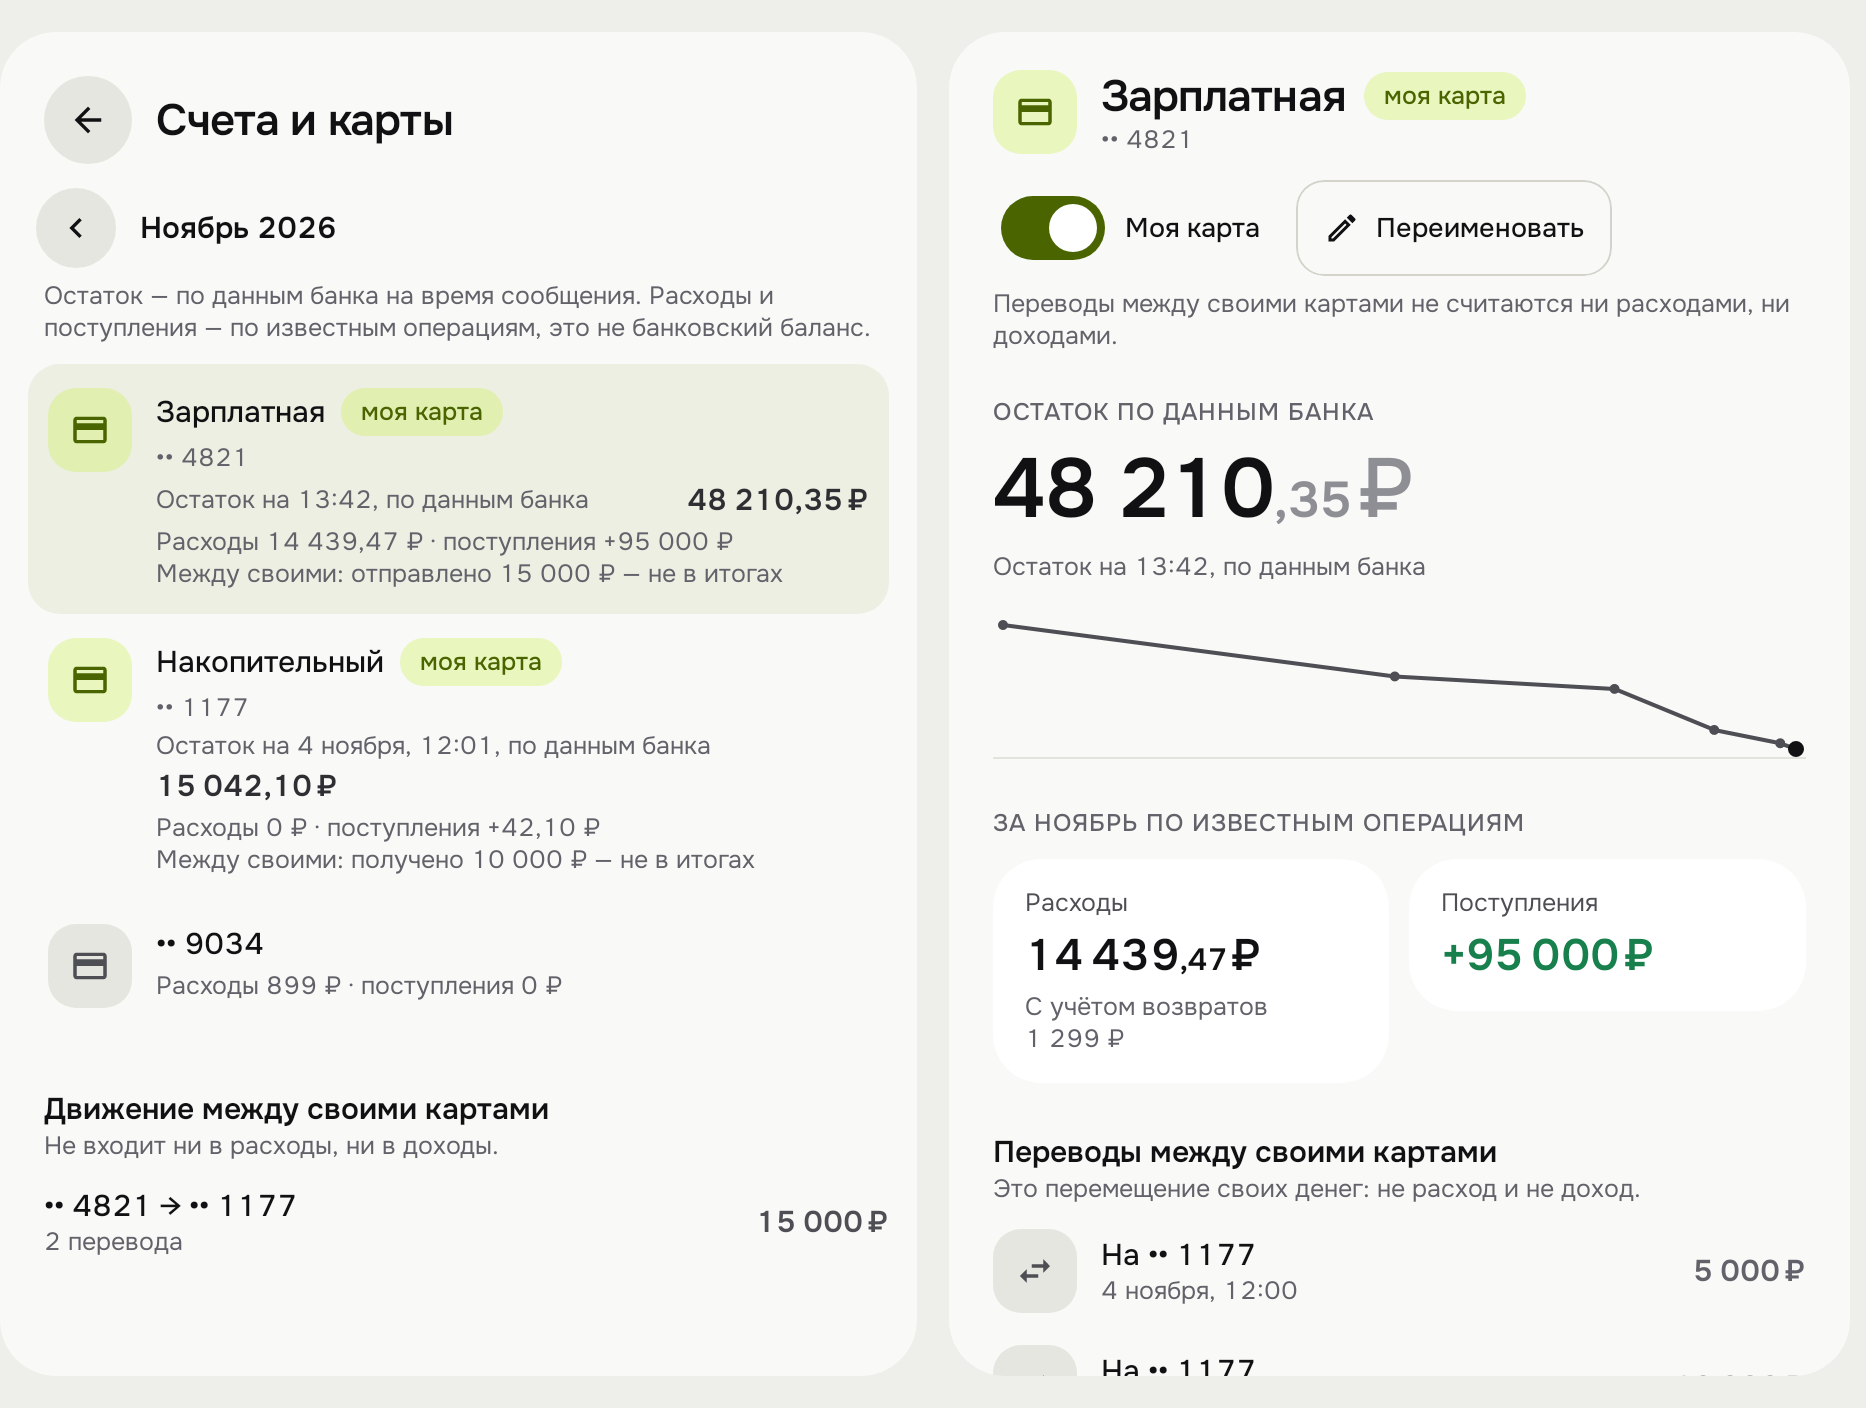 Счета и карты
Ноябрь 2026
Остаток — по данным банка на время сообщения. Расходы и
поступления — по известным операциям, это не банковский баланс.
Зарплатная моя карта
•• 4821
Остаток на 13:42, по данным банка 48 210,35 ₽
Расходы 14 439,47 ₽ · поступления +95 000 ₽
Между своими: отправлено 15 000 ₽ — не в итогах
Накопительный моя карта
•• 1177
Остаток на 4 ноября, 12:01, по данным банка
15 042,10 ₽
Расходы 0 ₽ · поступления +42,10 ₽
Между своими: получено 10 000 ₽ — не в итогах
•• 9034
Расходы 899 ₽ · поступления 0 ₽
Движение между своими картами
Не входит ни в расходы, ни в доходы.
•• 4821 → •• 1177
2 перевода
15 000 ₽
Зарплатная моя карта
•• 4821
Моя карта Переименовать
Переводы между своими картами не считаются ни расходами, ни
доходами.
ОСТАТОК ПО ДАННЫМ БАНКА
48 210,35 ₽
Остаток на 13:42, по данным банка
ЗА НОЯБРЬ ПО ИЗВЕСТНЫМ ОПЕРАЦИЯМ
Расходы
14 439,47 ₽
С учётом возвратов
1 299 ₽
Поступления
+95 000 ₽
Переводы между своими картами
Это перемещение своих денег: не расход и не доход.
На •• 1177
4 ноября, 12:00
5 000 ₽
На •• 1177